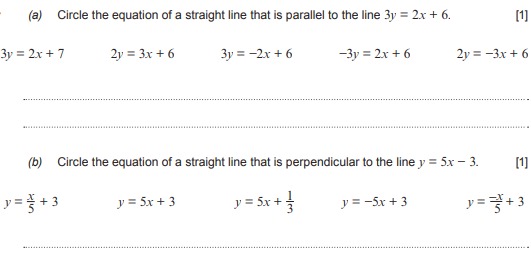 (a) Circle the equation of a straight line that is parallel to the line 3y = 2x + 6. [1]
3y = 2x + 7 2y = 3x + 6 3y = −2x + 6 −3y = 2x + 6 2y = −3x + 6
(b) Circle the equation of a straight line that is perpendicular to the line y = 5x − 3. [1]
y = x/5 + 3 y = 5x + 3 y = 5x + 1/3 y = −5x + 3 y = −x/5 + 3